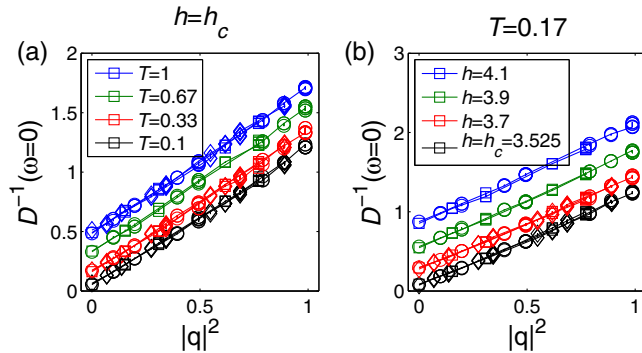 h=h_c
(a)
T=1
T=0.67
T=0.33
T=0.1
D⁻¹(ω=0)
2
1.5
1
0.5
0
0
0.5
1
|q|²
T=0.17
(b)
h=4.1
h=3.9
h=3.7
h=h_c=3.525
D⁻¹(ω=0)
3
2
1
0
0
0.5
1
|q|²